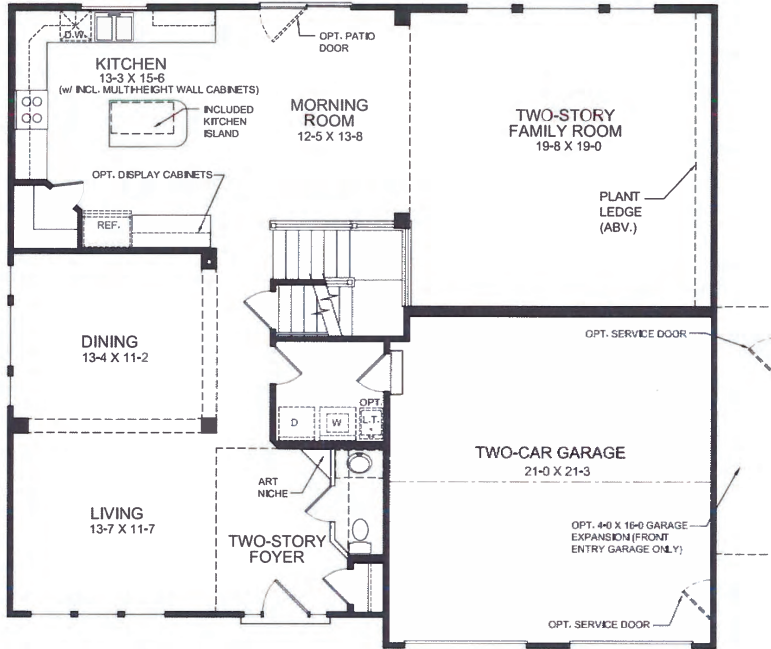 D.W.
OPT. PATIO
DOOR
KITCHEN
13-3 X 15-6
(w/ INCL. MULTI-HEIGHT WALL CABINETS)
INCLUDED
KITCHEN
ISLAND
MORNING
ROOM
12-5 X 13-8
TWO-STORY
FAMILY ROOM
19-8 X 19-0
OPT. DISPLAY CABINETS
PLANT
LEDGE
(ABV.)
REF.
DINING
13-4 X 11-2
OPT. SERVICE DOOR
OPT.
D
W
L.T.
TWO-CAR GARAGE
21-0 X 21-3
ART
NICHE
LIVING
13-7 X 11-7
TWO-STORY
FOYER
OPT. 4-0 X 16-0 GARAGE
EXPANSION (FRONT
ENTRY GARAGE ONLY)
OPT. SERVICE DOOR